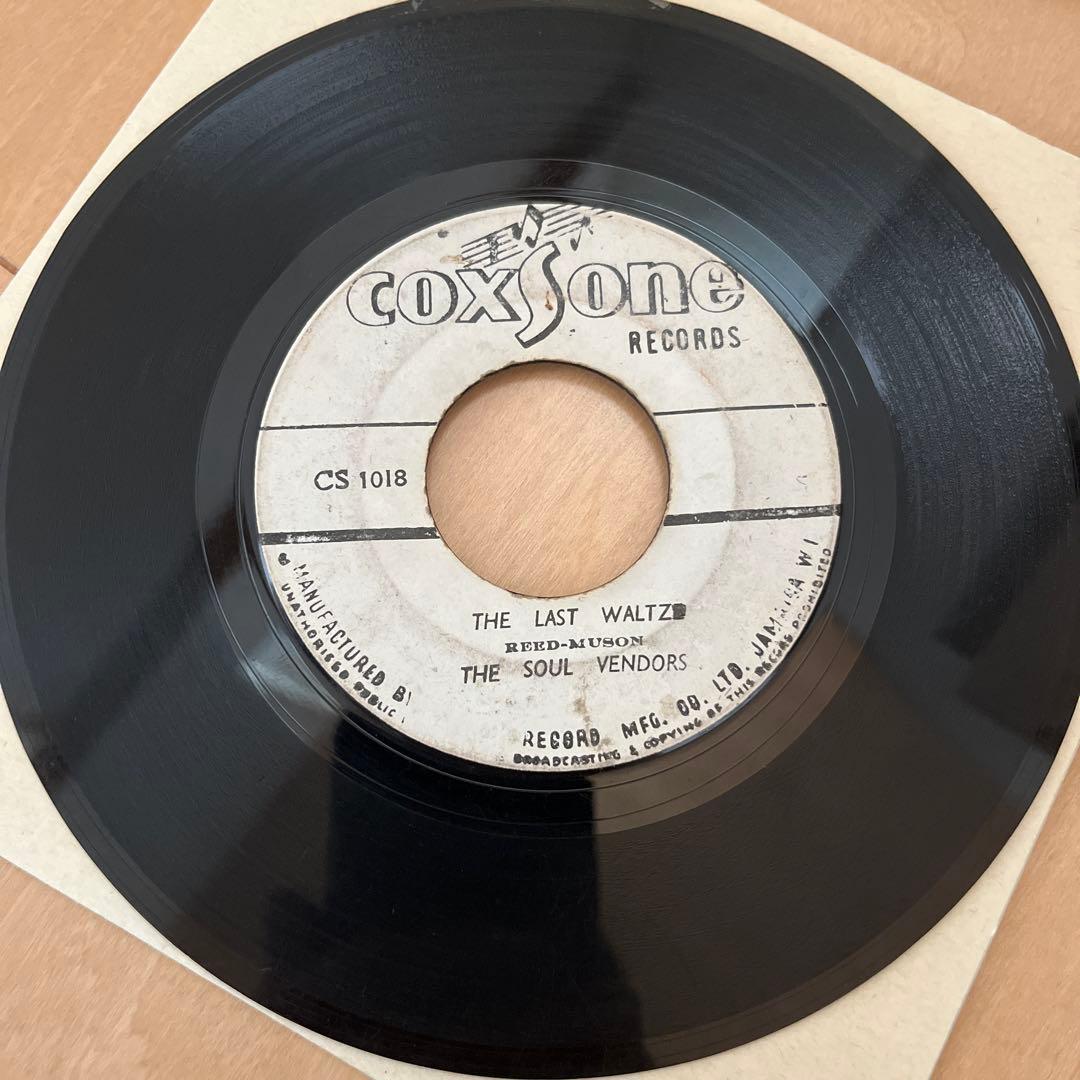 coxsone
RECORDS
CS 1018
THE LAST WALTZ
REED-MUSON
THE SOUL VENDORS
MANUFACTURED BY RECORD MFG. CO. LTD. JAMAICA W I
UNATHORISED PUBLIC BROADCASTING & COPYING OF THIS RECORD PROHIBITED